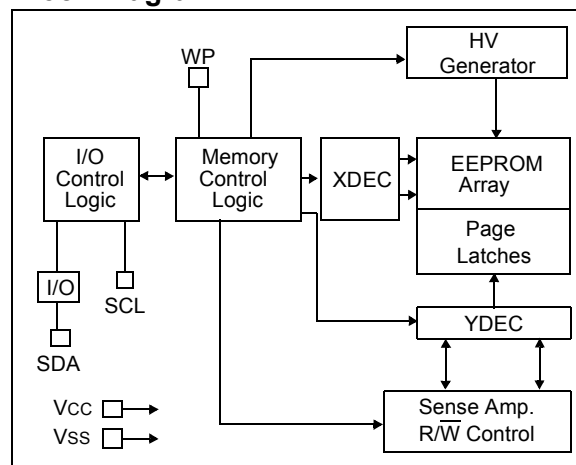 WP
HV
Generator
I/O
Control
Logic
Memory
Control
Logic
XDEC
EEPROM
Array
Page
Latches
I/O
SCL
SDA
YDEC
VCC
VSS
Sense Amp.
R/W̅ Control